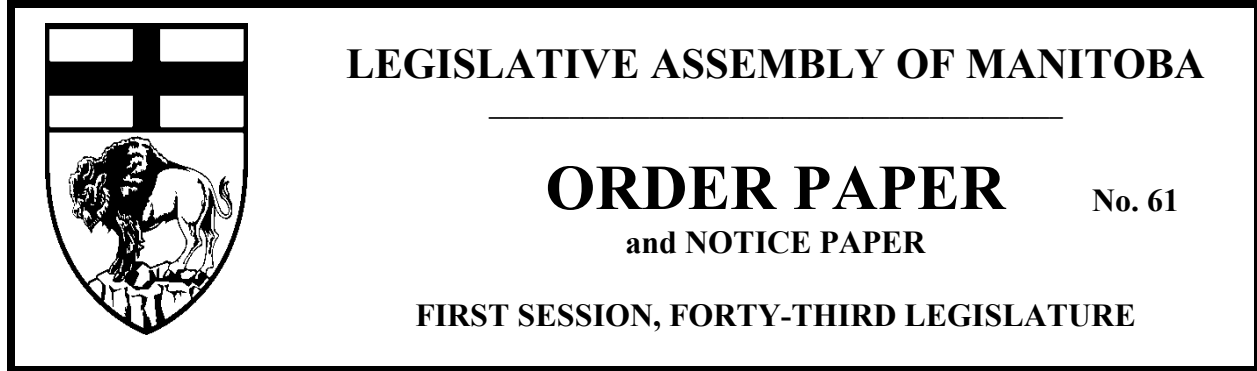 LEGISLATIVE ASSEMBLY OF MANITOBA
ORDER PAPER No. 61
and NOTICE PAPER
FIRST SESSION, FORTY-THIRD LEGISLATURE